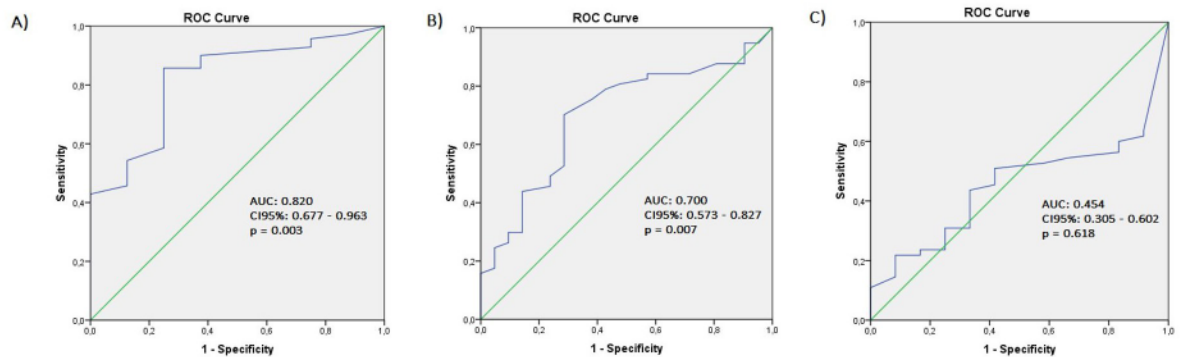 A)
ROC Curve
1,0
0,8
0,6
0,4
0,2
0,0
Sensitivity
AUC: 0.820
CI95%: 0.677 - 0.963
p = 0.003
0,0 0,2 0,4 0,6 0,8 1,0
1 - Specificity
B)
ROC Curve
1,0
0,8
0,6
0,4
0,2
0,0
Sensitivity
AUC: 0.700
CI95%: 0.573 - 0.827
p = 0.007
0,0 0,2 0,4 0,6 0,8 1,0
1 - Specificity
C)
ROC Curve
1,0
0,8
0,6
0,4
0,2
0,0
Sensitivity
AUC: 0.454
CI95%: 0.305 - 0.602
p = 0.618
0,0 0,2 0,4 0,6 0,8 1,0
1 - Specificity